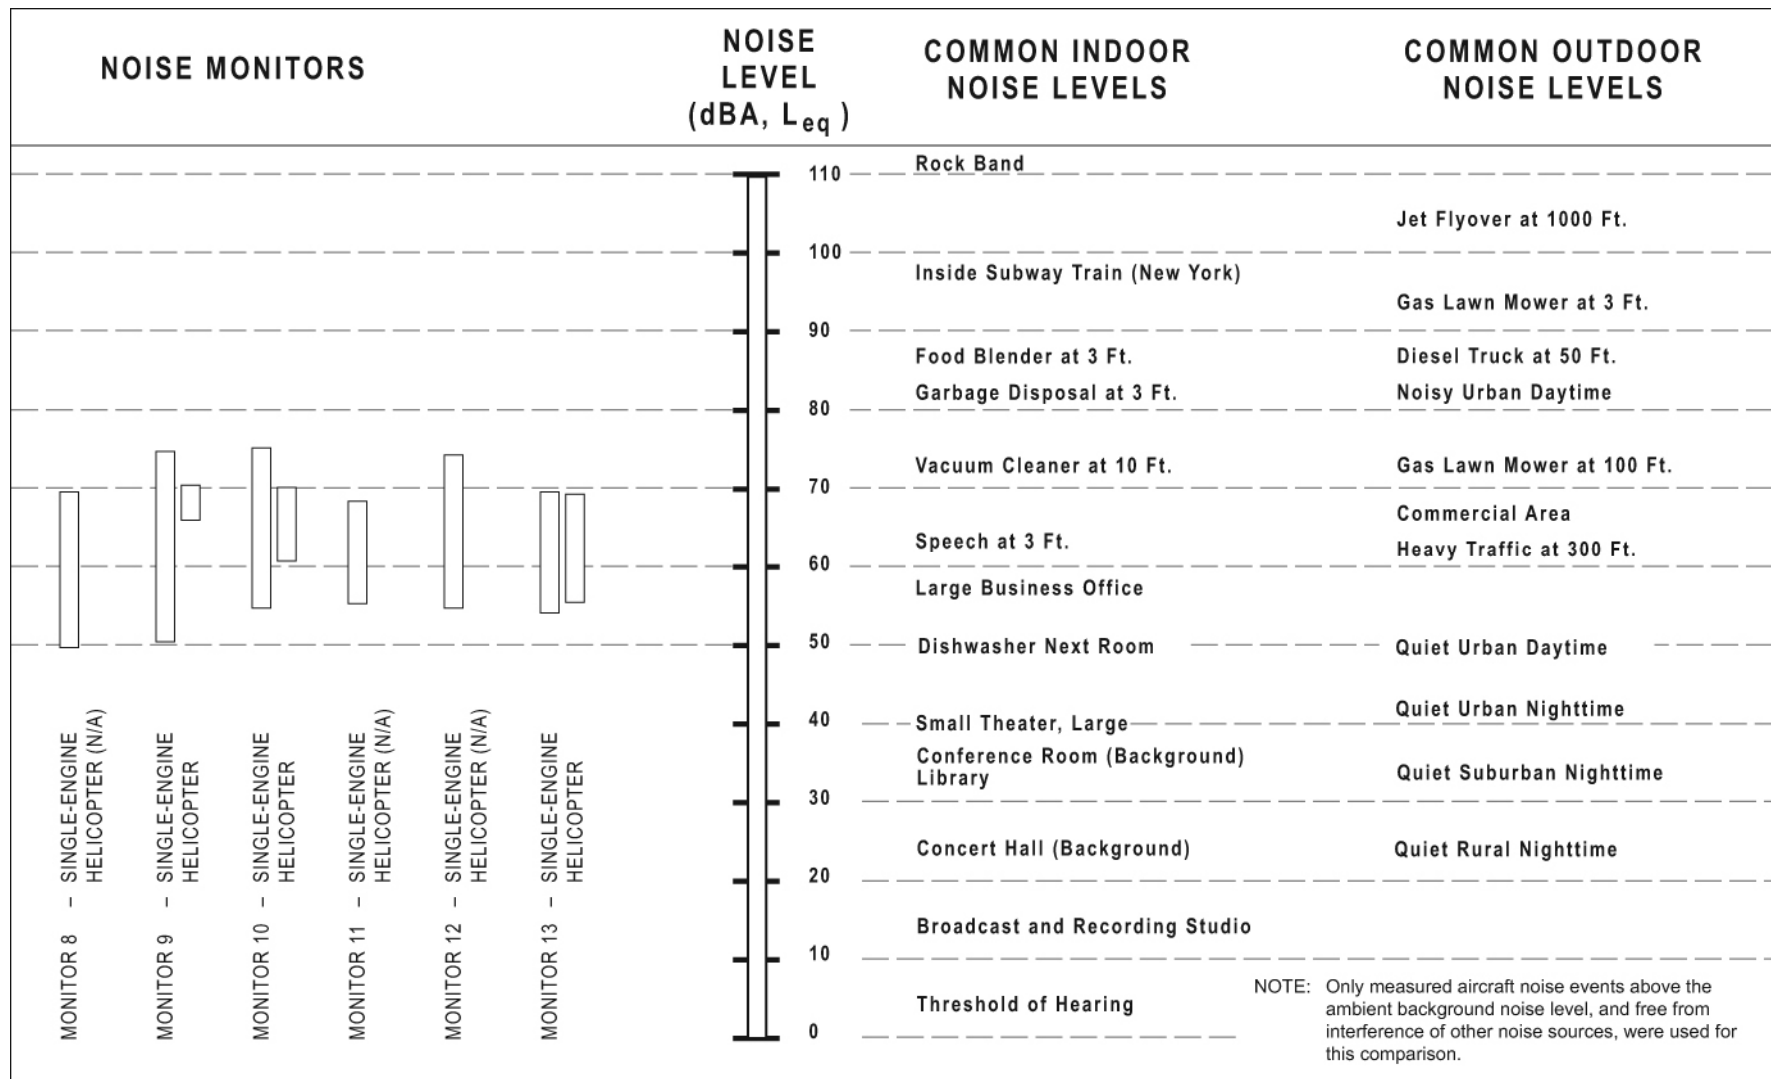 NOISE MONITORS
NOISE
LEVEL
(dBA, Leq )
COMMON INDOOR
NOISE LEVELS
COMMON OUTDOOR
NOISE LEVELS
110
100
90
80
70
60
50
40
30
20
10
0
Rock Band
Inside Subway Train (New York)
Food Blender at 3 Ft.
Garbage Disposal at 3 Ft.
Vacuum Cleaner at 10 Ft.
Speech at 3 Ft.
Large Business Office
Dishwasher Next Room
Small Theater, Large
Conference Room (Background)
Library
Concert Hall (Background)
Broadcast and Recording Studio
Threshold of Hearing
Jet Flyover at 1000 Ft.
Gas Lawn Mower at 3 Ft.
Diesel Truck at 50 Ft.
Noisy Urban Daytime
Gas Lawn Mower at 100 Ft.
Commercial Area
Heavy Traffic at 300 Ft.
Quiet Urban Daytime
Quiet Urban Nighttime
Quiet Suburban Nighttime
Quiet Rural Nighttime
MONITOR 8 – SINGLE-ENGINE
HELICOPTER (N/A)
MONITOR 9 – SINGLE-ENGINE
HELICOPTER
MONITOR 10 – SINGLE-ENGINE
HELICOPTER
MONITOR 11 – SINGLE-ENGINE
HELICOPTER (N/A)
MONITOR 12 – SINGLE-ENGINE
HELICOPTER (N/A)
MONITOR 13 – SINGLE-ENGINE
HELICOPTER
NOTE: Only measured aircraft noise events above the
ambient background noise level, and free from
interference of other noise sources, were used for
this comparison.